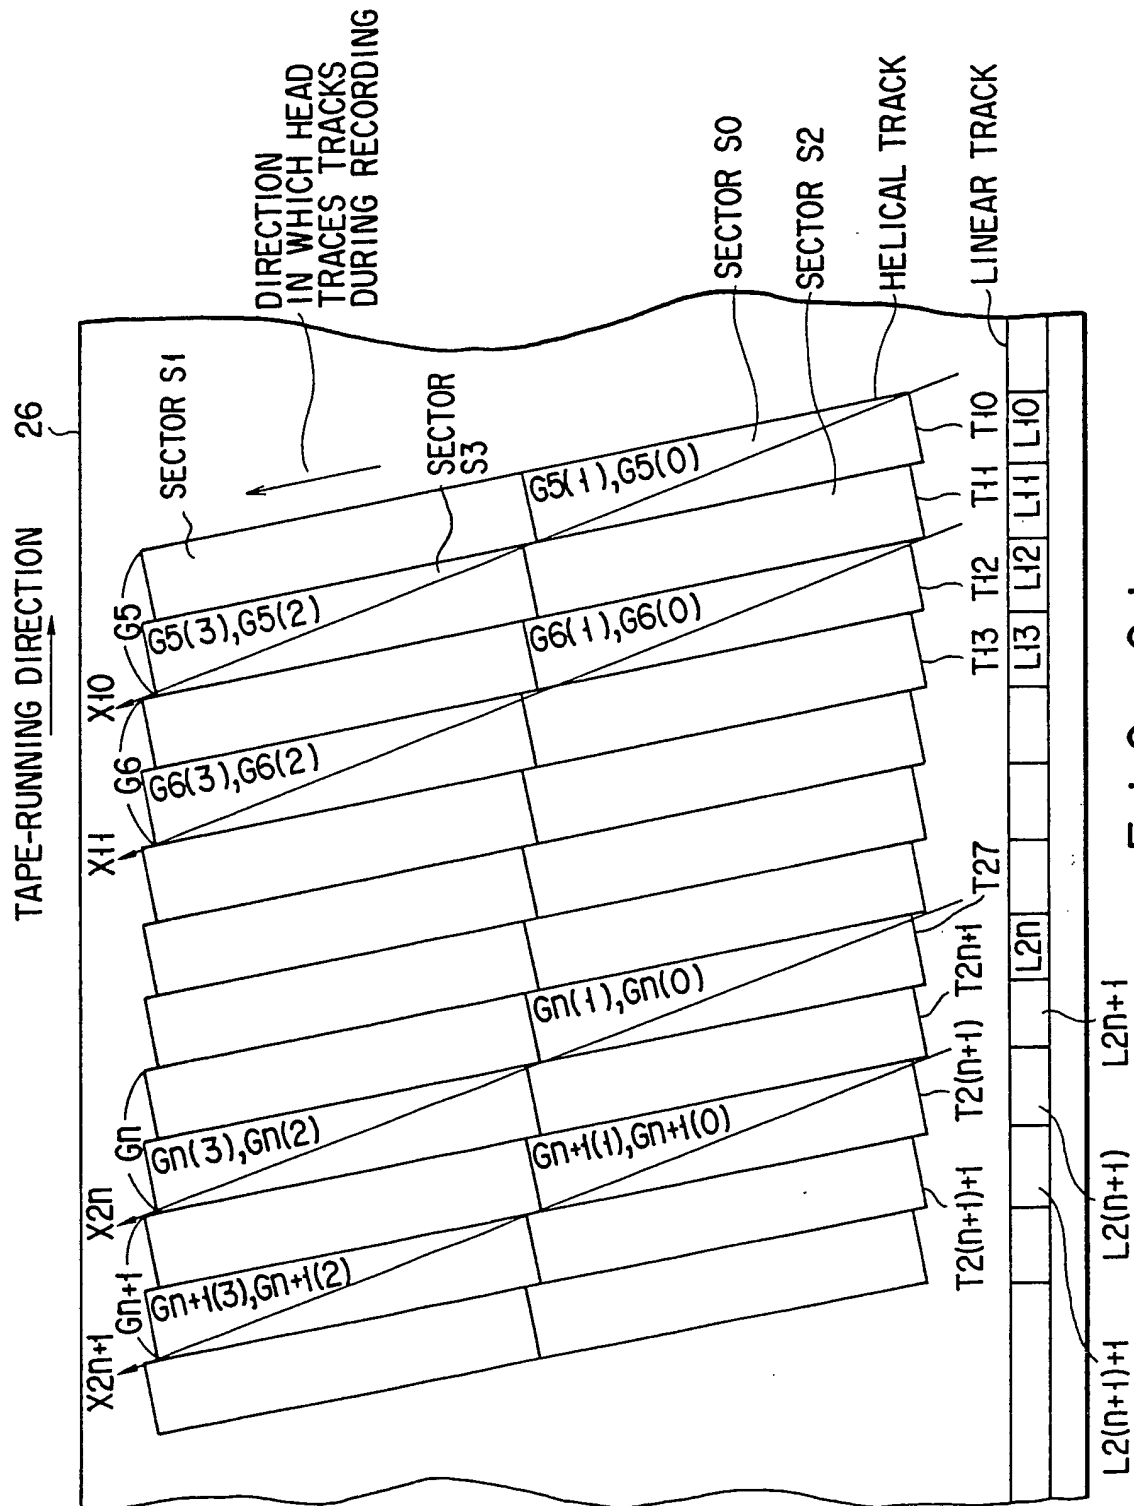 TAPE-RUNNING DIRECTION
26
DIRECTION
IN WHICH HEAD
TRACES TRACKS
DURING RECORDING
SECTOR S1
SECTOR
S3
SECTOR S0
SECTOR S2
HELICAL TRACK
LINEAR TRACK
X10
X11
X2n
X2n+1
G5
G6
Gn
Gn+1
G5(3),G5(2)
G5(1),G5(0)
G6(3),G6(2)
G6(1),G6(0)
Gn(3),Gn(2)
Gn(1),Gn(0)
Gn+1(3),Gn+1(2)
Gn+1(1),Gn+1(0)
T10
T11
T12
T13
T27
T2n+1
T2(n+1)
T2(n+1)+1
L10
L11
L12
L13
L2n
L2n+1
L2(n+1)
L2(n+1)+1